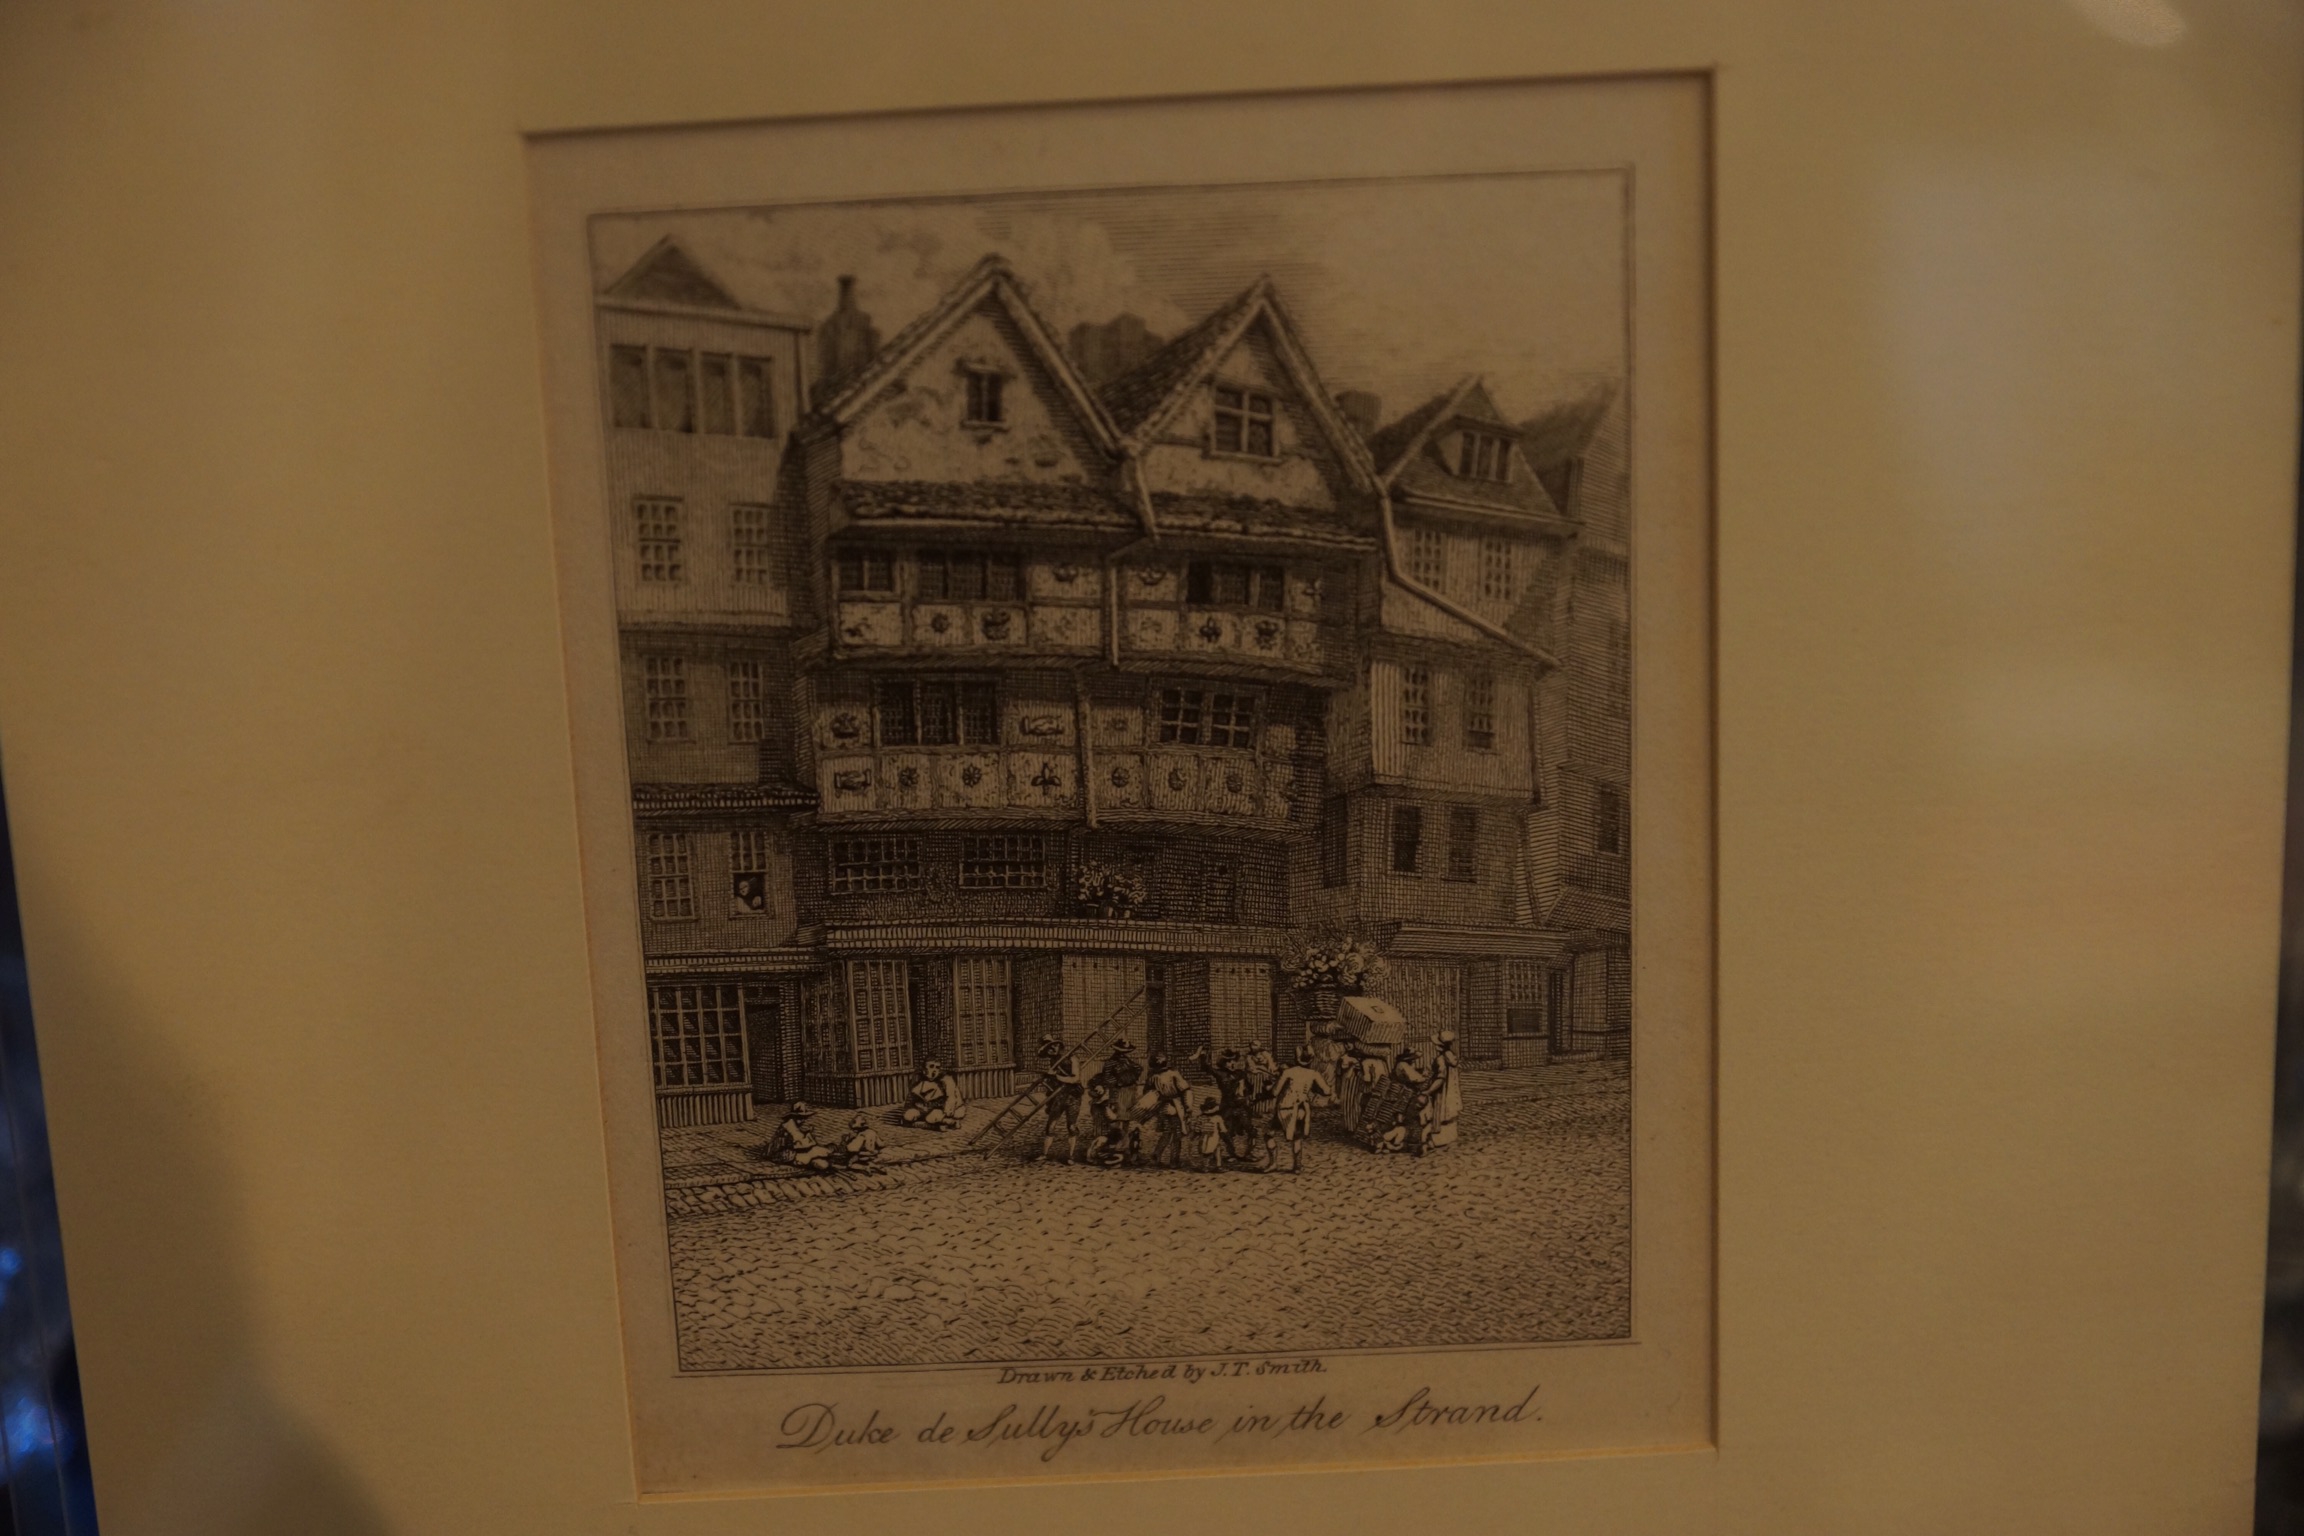 Drawn & Etched by J.T. Smith.
Duke de Sully's House in the Strand.